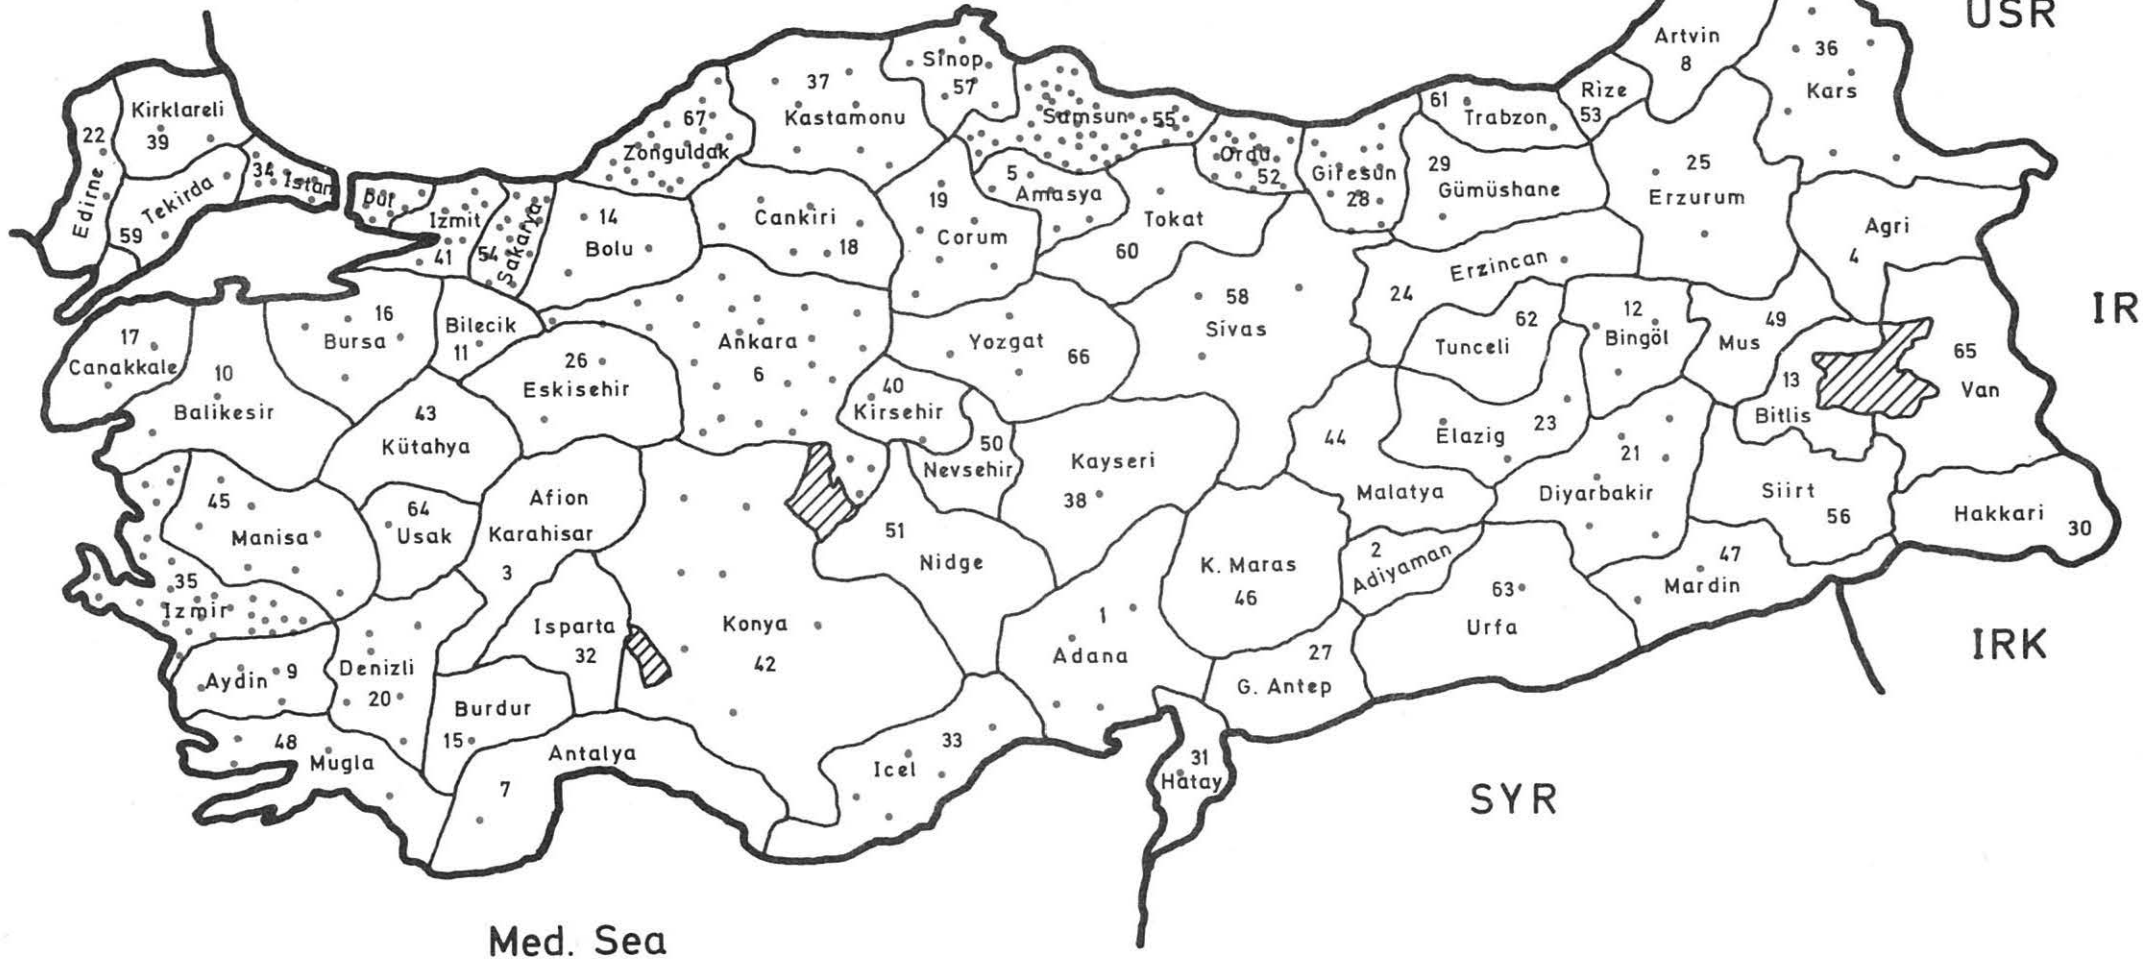 USR
Artvin
8
36
Kars
Sinop
57
37
Kastamonu
67
Zonguldak
Samsun 55
61
Trabzon
Rize
53
Kirklareli
39
22
Edirne
34 Istan
bul
Tekirda
59
Izmit
41
54
Sakarya
14
Bolu
Cankiri
18
19
Corum
5
Amasya
Tokat
60
Ordu
52
Giresun
28
29
Gümüshane
25
Erzurum
Agri
4
17
Canakkale
10
Balikesir
16
Bursa
Bilecik
11
26
Eskisehir
Ankara
6
Yozgat
66
58
Sivas
24
Erzincan
62
Tunceli
12
Bingöl
49
Mus
13
Bitlis
65
Van
IR
43
Kütahya
40
Kirsehir
50
Nevsehir
Kayseri
38
44
Malatya
Elazig
23
21
Diyarbakir
Siirt
56
Hakkari
30
45
Manisa
64
Usak
Afion
Karahisar
3
51
Nidge
K. Maras
46
2
Adiyaman
63
Urfa
47
Mardin
35
Izmir
Isparta
32
Konya
42
1
Adana
27
G. Antep
IRK
Aydin 9
Denizli
20
Burdur
15
48
Mugla
Antalya
7
33
Icel
31
Hatay
SYR
Med. Sea